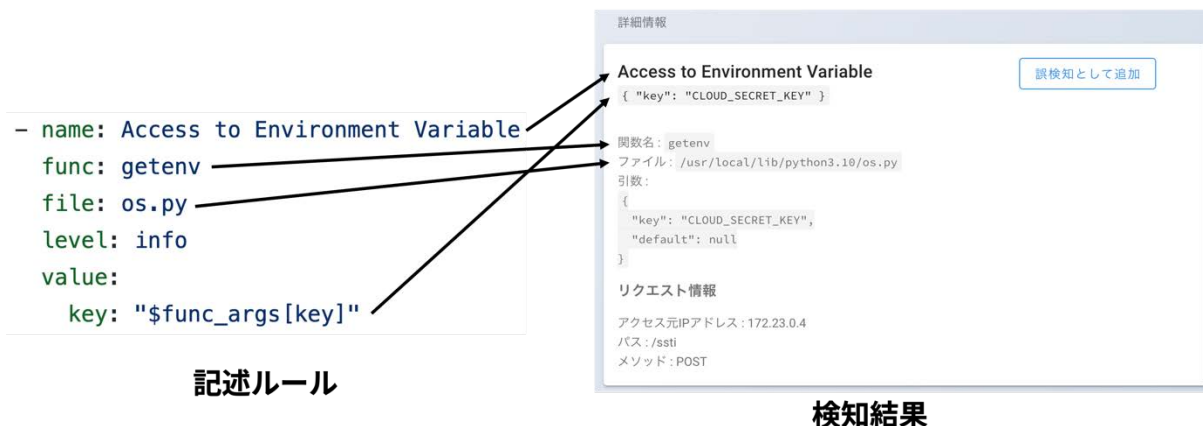 - name: Access to Environment Variable
func: getenv
file: os.py
level: info
value:
key: "$func_args[key]"
記述ルール
詳細情報
Access to Environment Variable
誤検知として追加
{ "key": "CLOUD_SECRET_KEY" }
関数名 : getenv
ファイル : /usr/local/lib/python3.10/os.py
引数 :
{
"key": "CLOUD_SECRET_KEY",
"default": null
}
リクエスト情報
アクセス元IPアドレス : 172.23.0.4
パス : /ssti
メソッド : POST
検知結果